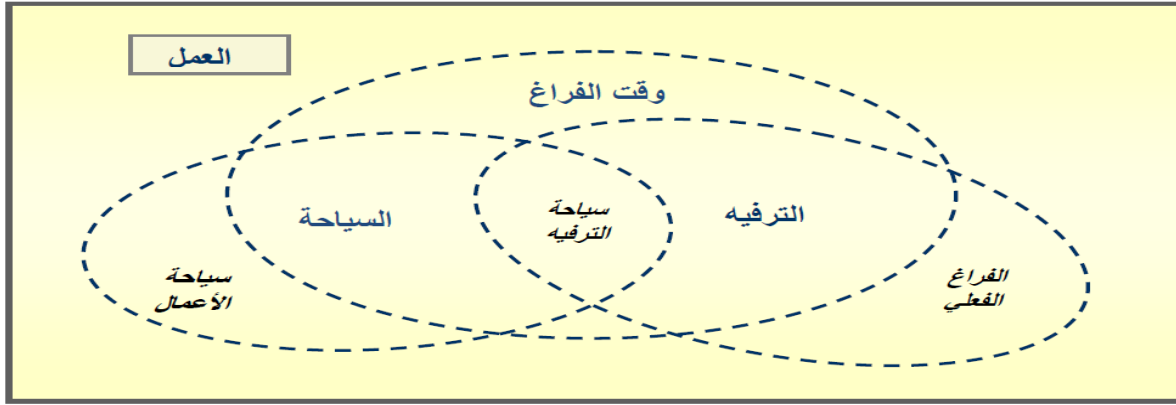 العمل
وقت الفراغ
الترفيه
سياحة
الترفيه
السياحة
الفراغ
الفعلي
سياحة
الأعمال